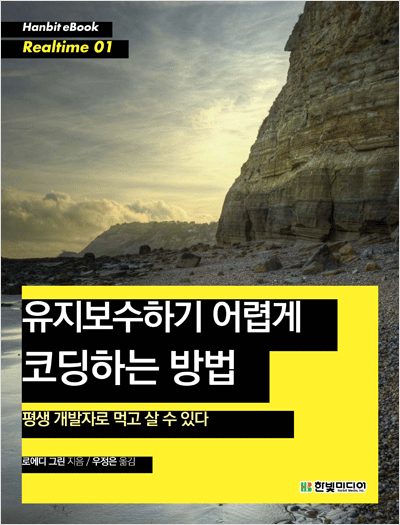 Hanbit eBook
Realtime 01
유지보수하기 어렵게
코딩하는 방법
평생 개발자로 먹고 살 수 있다
로에디 그린 지음 / 우정은 옮김
HB 한빛미디어